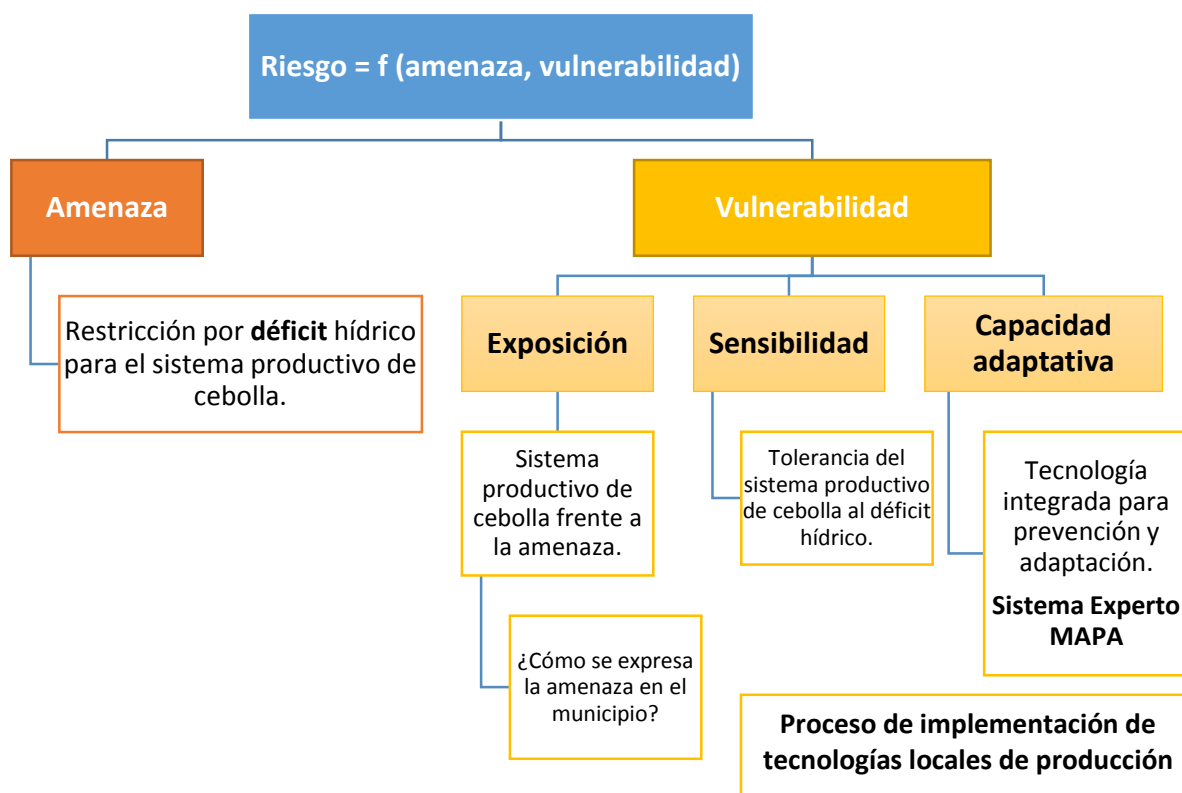 Riesgo = f (amenaza, vulnerabilidad)
Amenaza
Restricción por déficit hídrico
para el sistema productivo de
cebolla.
Vulnerabilidad
Exposición
Sistema
productivo de
cebolla frente a
la amenaza.
¿Cómo se expresa
la amenaza en el
municipio?
Sensibilidad
Tolerancia del
sistema productivo
de cebolla al déficit
hídrico.
Capacidad
adaptativa
Tecnología
integrada para
prevención y
adaptación.
Sistema Experto
MAPA
Proceso de implementación de
tecnologías locales de producción